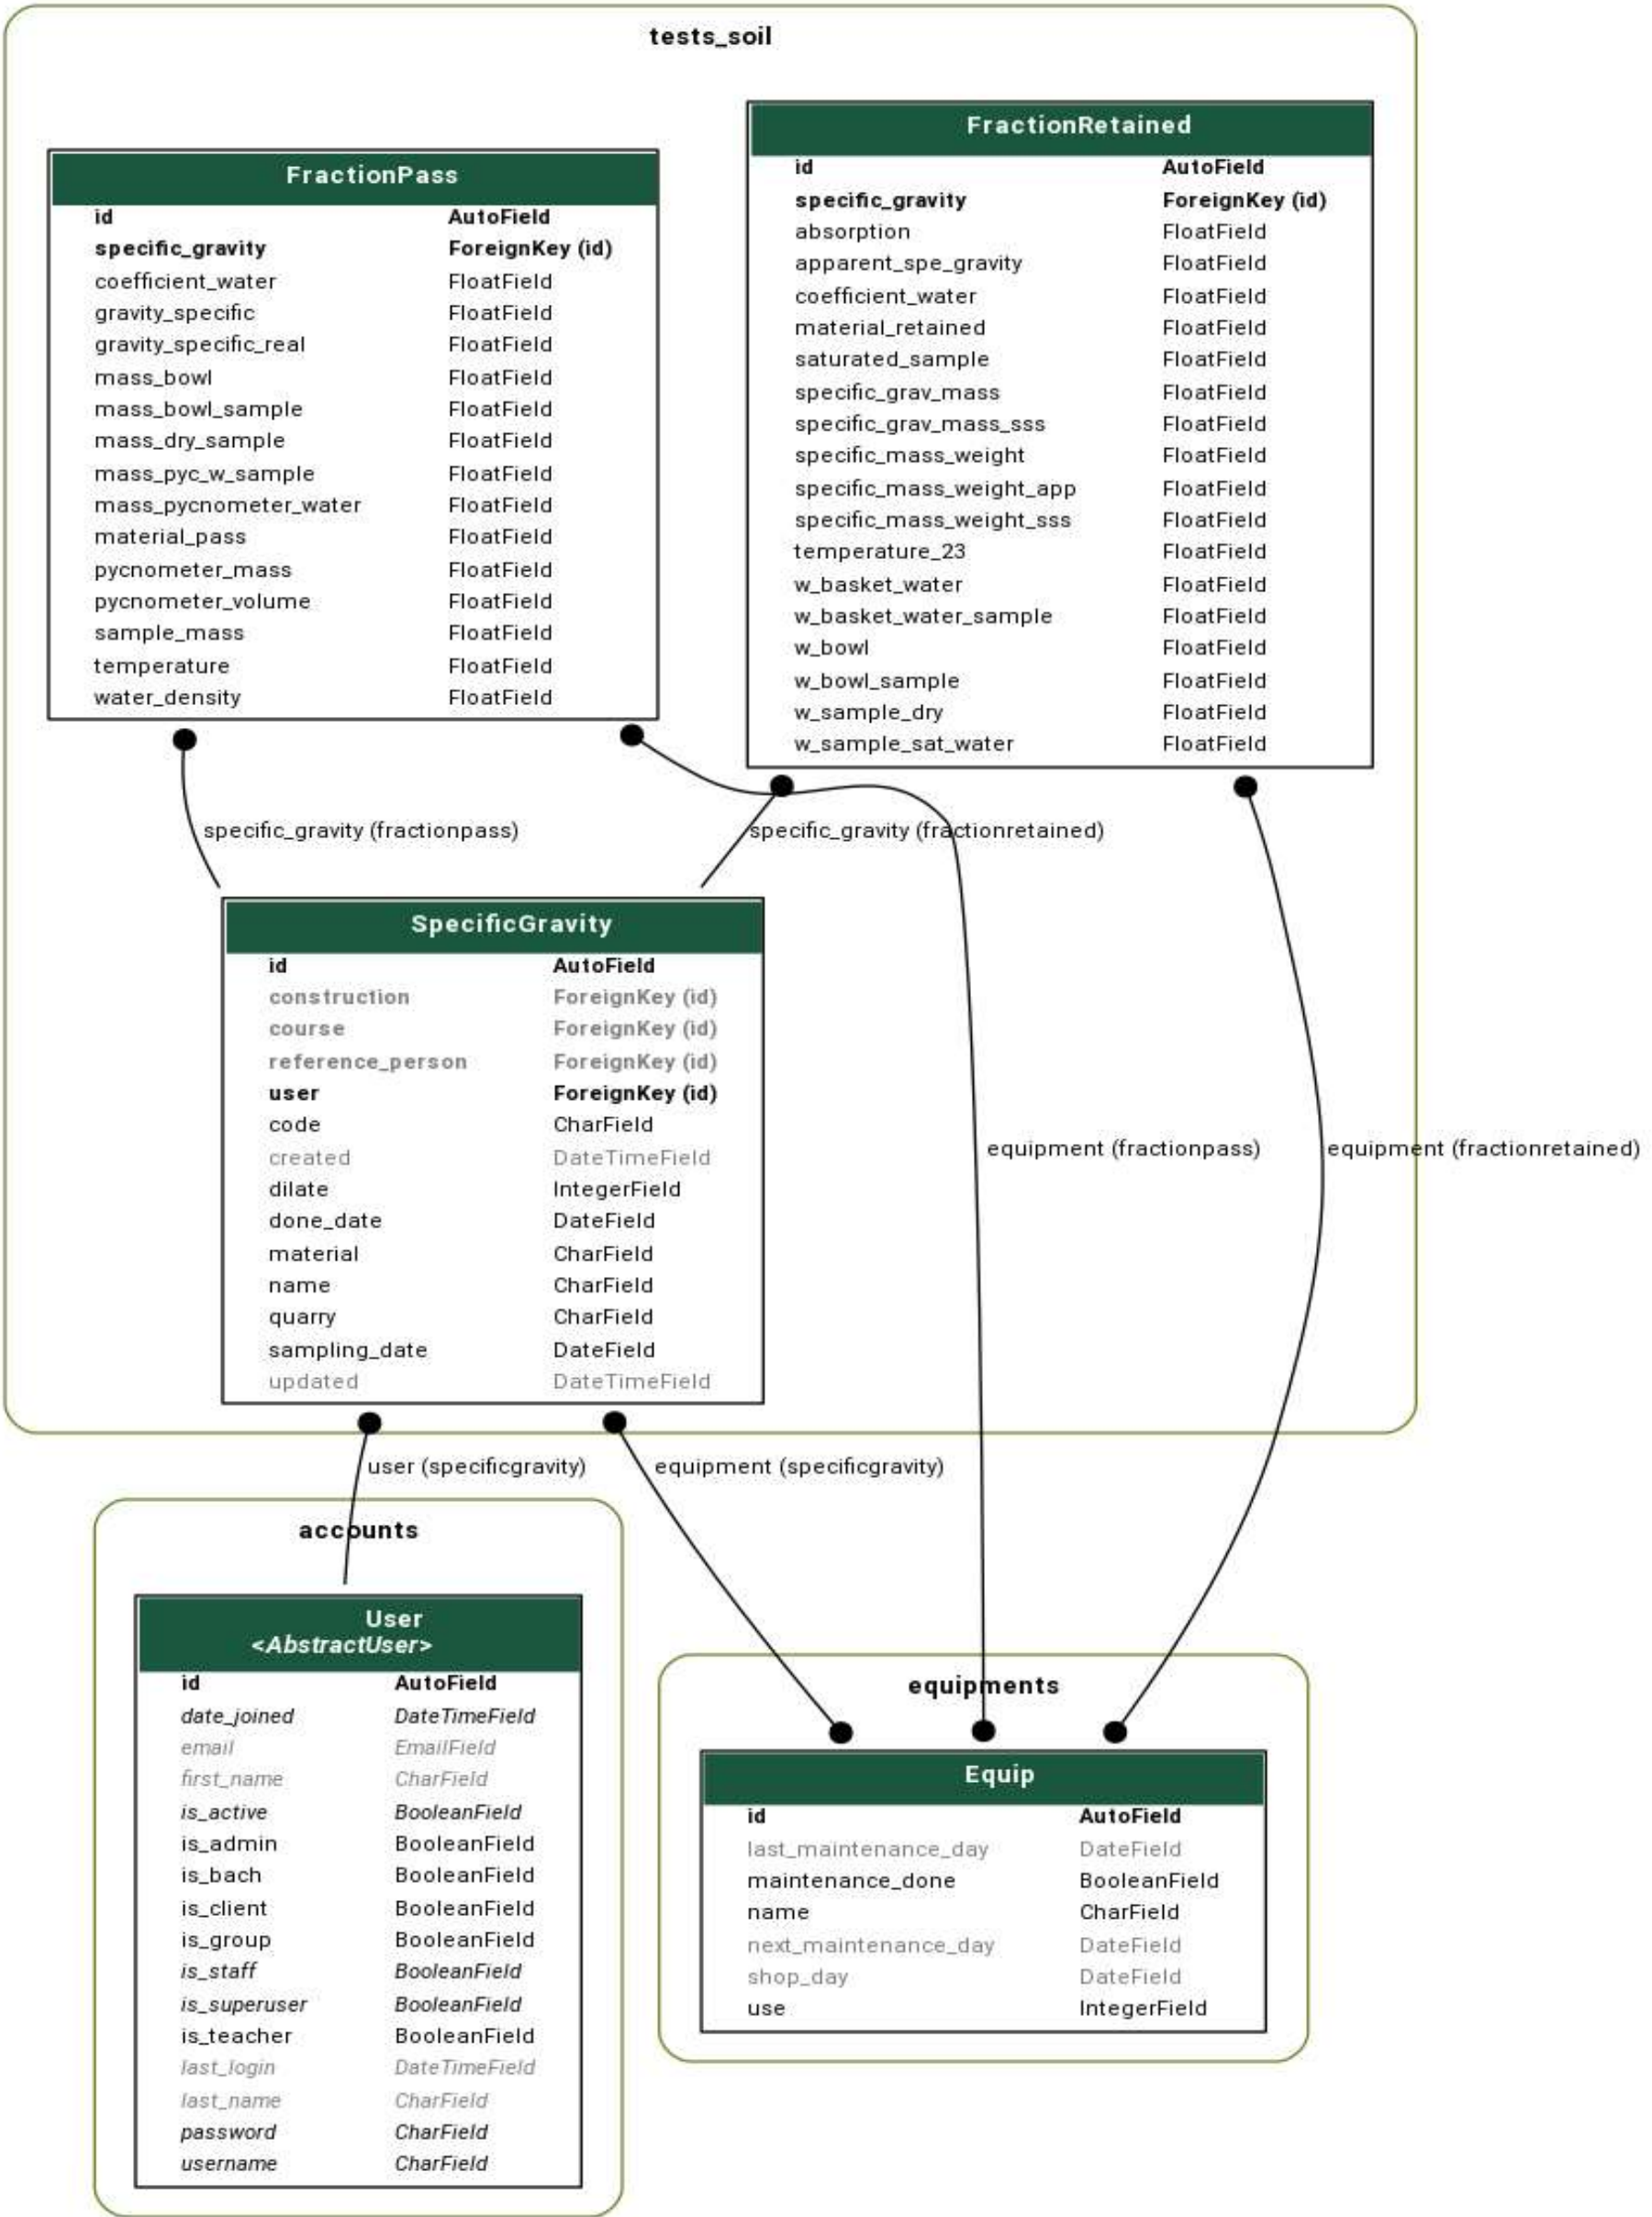 tests_soil
FractionPass
id AutoField
specific_gravity ForeignKey (id)
coefficient_water FloatField
gravity_specific FloatField
gravity_specific_real FloatField
mass_bowl FloatField
mass_bowl_sample FloatField
mass_dry_sample FloatField
mass_pyc_w_sample FloatField
mass_pycnometer_water FloatField
material_pass FloatField
pycnometer_mass FloatField
pycnometer_volume FloatField
sample_mass FloatField
temperature FloatField
water_density FloatField
FractionRetained
id AutoField
specific_gravity ForeignKey (id)
absorption FloatField
apparent_spe_gravity FloatField
coefficient_water FloatField
material_retained FloatField
saturated_sample FloatField
specific_grav_mass FloatField
specific_grav_mass_sss FloatField
specific_mass_weight FloatField
specific_mass_weight_app FloatField
specific_mass_weight_sss FloatField
temperature_23 FloatField
w_basket_water FloatField
w_basket_water_sample FloatField
w_bowl FloatField
w_bowl_sample FloatField
w_sample_dry FloatField
w_sample_sat_water FloatField
specific_gravity (fractionpass)
specific_gravity (fractionretained)
SpecificGravity
id AutoField
construction ForeignKey (id)
course ForeignKey (id)
reference_person ForeignKey (id)
user ForeignKey (id)
code CharField
created DateTimeField
dilate IntegerField
done_date DateField
material CharField
name CharField
quarry CharField
sampling_date DateField
updated DateTimeField
equipment (fractionpass)
equipment (fractionretained)
user (specificgravity)
equipment (specificgravity)
accounts
User
<AbstractUser>
id AutoField
date_joined DateTimeField
email EmailField
first_name CharField
is_active BooleanField
is_admin BooleanField
is_bach BooleanField
is_client BooleanField
is_group BooleanField
is_staff BooleanField
is_superuser BooleanField
is_teacher BooleanField
last_login DateTimeField
last_name CharField
password CharField
username CharField
equipments
Equip
id AutoField
last_maintenance_day DateField
maintenance_done BooleanField
name CharField
next_maintenance_day DateField
shop_day DateField
use IntegerField